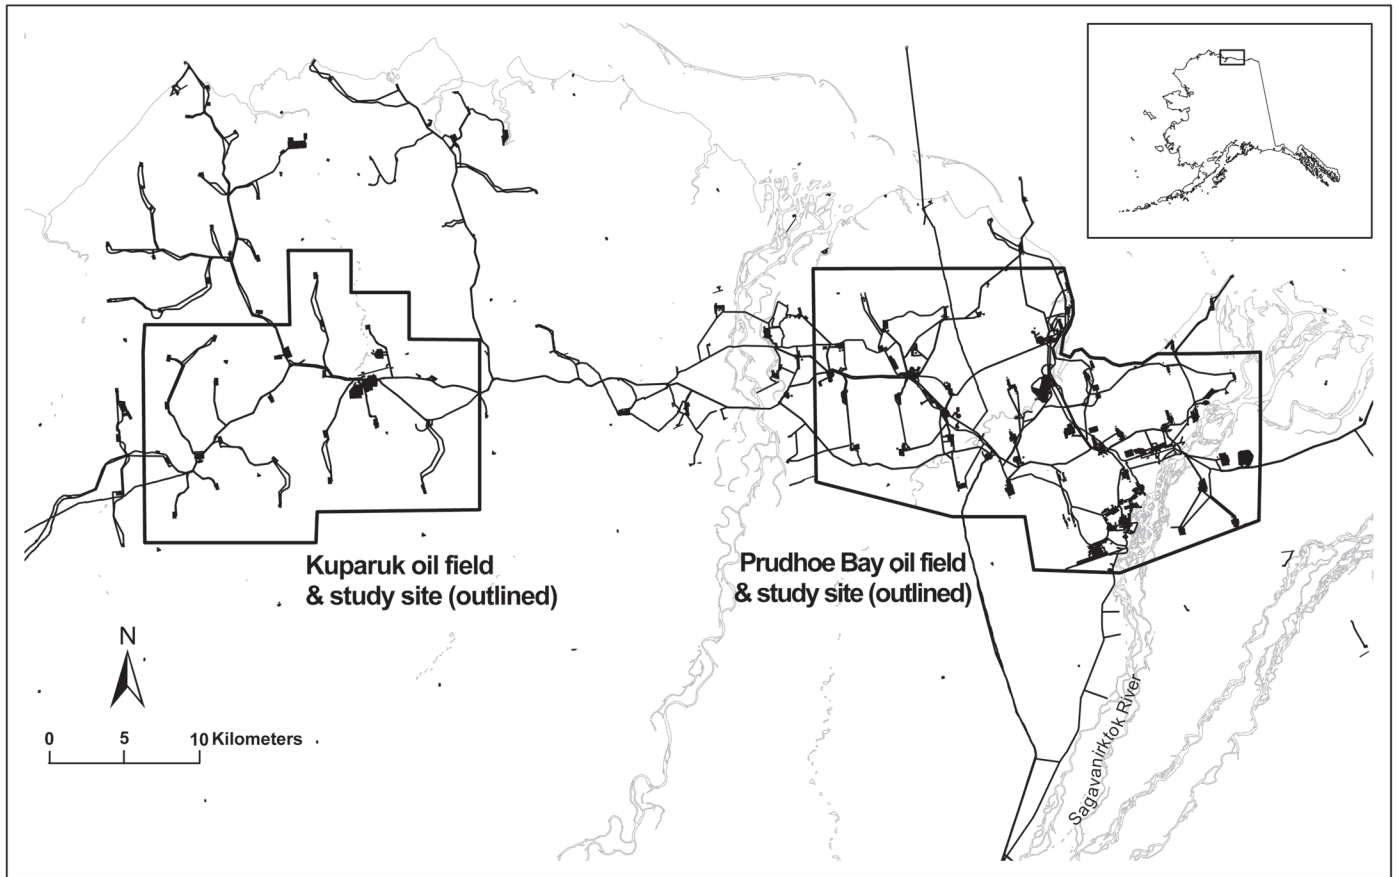 Kuparuk oil field
& study site (outlined)
Prudhoe Bay oil field
& study site (outlined)
N
0 5 10 Kilometers
Sagavanirktok River